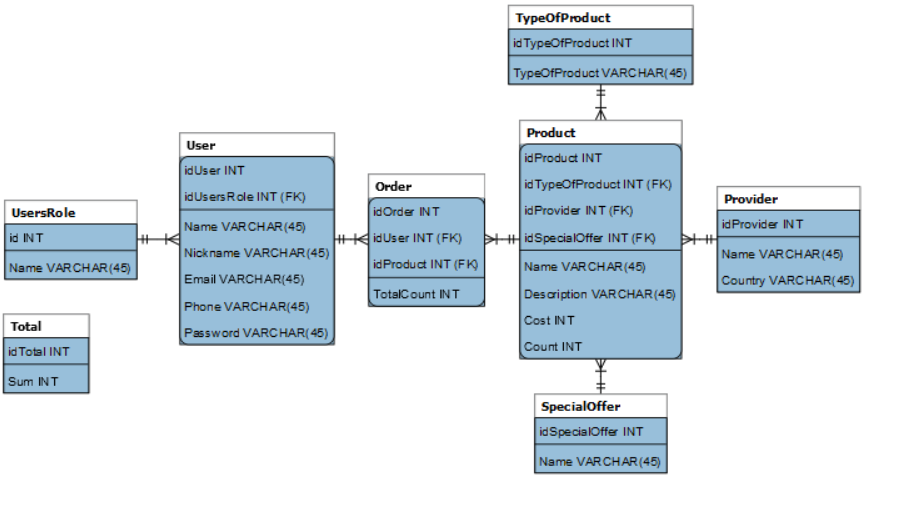 TypeOfProduct
idTypeOfProduct INT
TypeOfProduct VARCHAR(45)
User
idUser INT
idUsersRole INT (FK)
Name VARCHAR(45)
Nickname VARCHAR(45)
Email VARCHAR(45)
Phone VARCHAR(45)
Password VARCHAR(45)
Product
idProduct INT
idTypeOfProduct INT (FK)
idProvider INT (FK)
idSpecialOffer INT (FK)
Name VARCHAR(45)
Description VARCHAR(45)
Cost INT
Count INT
Order
idOrder INT
idUser INT (FK)
idProduct INT (FK)
TotalCount INT
Provider
idProvider INT
Name VARCHAR(45)
Country VARCHAR(45)
UsersRole
id INT
Name VARCHAR(45)
Total
idTotal INT
Sum INT
SpecialOffer
idSpecialOffer INT
Name VARCHAR(45)